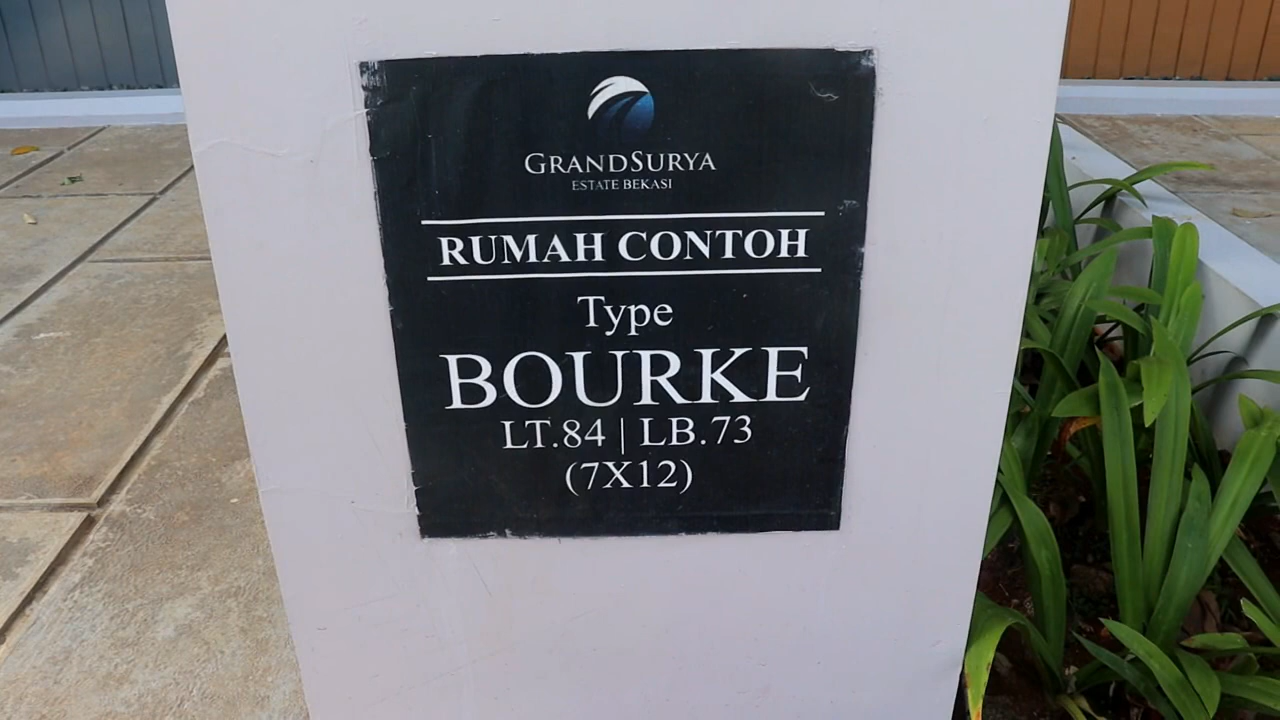 GRANDSURYA
ESTATE BEKASI
RUMAH CONTOH
Type
BOURKE
LT.84 | LB.73
(7X12)